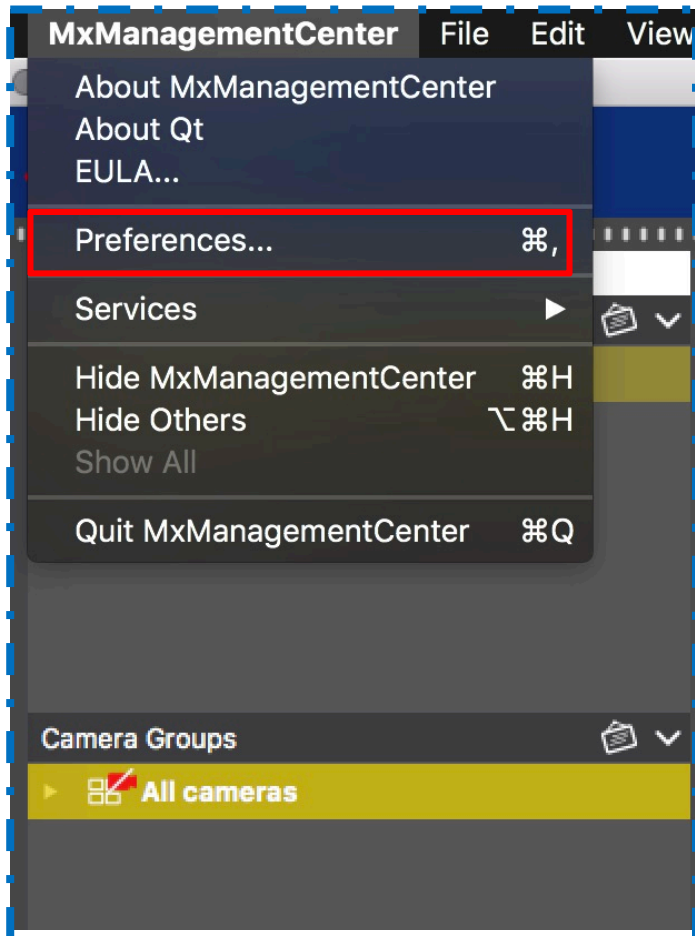 MxManagementCenter File Edit View
About MxManagementCenter
About Qt
EULA...
Preferences... ⌘,
Services ▶
Hide MxManagementCenter ⌘H
Hide Others ⌥⌘H
Show All
Quit MxManagementCenter ⌘Q
Camera Groups
All cameras